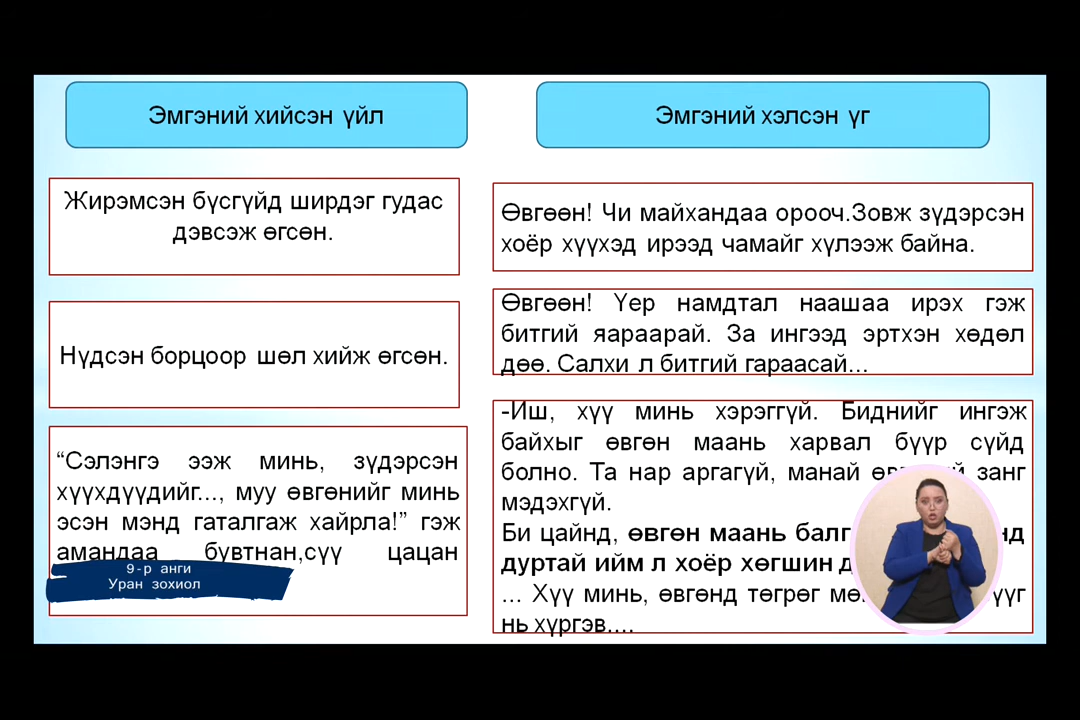 Эмгэний хийсэн үйл
Эмгэний хэлсэн үг
Жирэмсэн бүсгүйд ширдэг гудас
дэвсэж өгсөн.
Нүдсэн борцоор шөл хийж өгсөн.
“Сэлэнгэ ээж минь, зүдэрсэн
хүүхдүүдийг..., муу өвгөнийг минь
эсэн мэнд гаталгаж хайрла!” гэж
амандаа бувтнан,сүү цацан
9-р анги
Уран зохиол
Өвгөөн! Чи майхандаа орооч.Зовж зүдэрсэн
хоёр хүүхэд ирээд чамайг хүлээж байна.
Өвгөөн! Үер намдтал наашаа ирэх гэж
битгий яараарай. За ингээд эртхэн хөдөл
дөө. Салхи л битгий гараасай...
-Иш, хүү минь хэрэггүй. Биднийг ингэж
байхыг өвгөн маань харвал бүүр сүйд
болно. Та нар аргагүй, манай занг
мэдэхгүй.
Би цайнд, өвгөн маань
дуртай ийм л хоёр хөгшин
... Хүү минь, өвгөнд төгрөг
нь хүргэв....